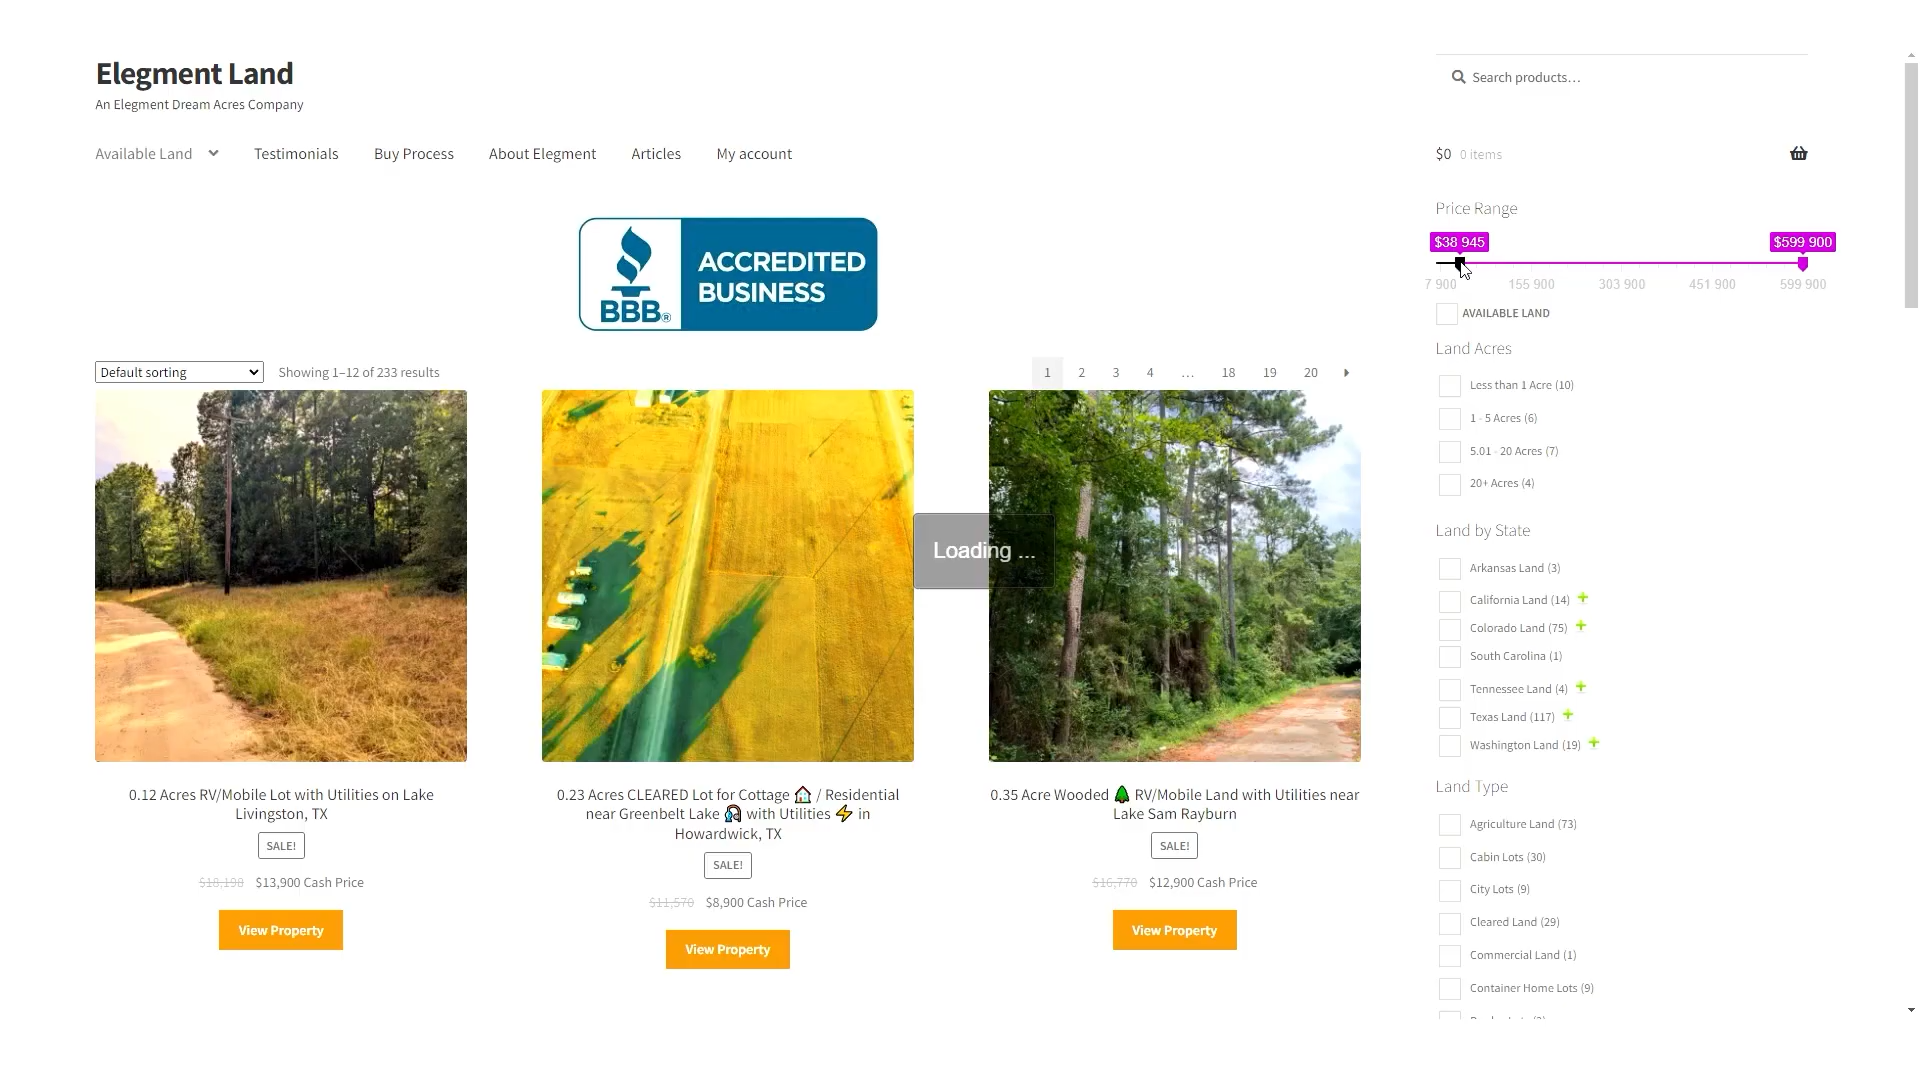 Elegment Land
An Elegment Dream Acres Company
Search products…
Available Land Testimonials Buy Process About Elegment Articles My account
$0 0 items
Price Range
$38 945 $599 900
7 900 155 900 303 900 451 900 599 900
AVAILABLE LAND
ACCREDITED
BUSINESS
BBB®
Land Acres
Less than 1 Acre (10)
1 - 5 Acres (6)
5.01 - 20 Acres (7)
20+ Acres (4)
Default sorting Showing 1–12 of 233 results 1 2 3 4 … 18 19 20
Loading ...
Land by State
Arkansas Land (3)
California Land (14)
Colorado Land (75)
South Carolina (1)
Tennessee Land (4)
Texas Land (117)
Washington Land (19)
Land Type
Agriculture Land (73)
Cabin Lots (30)
City Lots (9)
Cleared Land (29)
Commercial Land (1)
Container Home Lots (9)
0.12 Acres RV/Mobile Lot with Utilities on Lake
Livingston, TX
SALE!
$18,198 $13,900 Cash Price
View Property
0.23 Acres CLEARED Lot for Cottage 🏠 / Residential
near Greenbelt Lake 🎣 with Utilities ⚡ in
Howardwick, TX
SALE!
$11,570 $8,900 Cash Price
View Property
0.35 Acre Wooded 🌲 RV/Mobile Land with Utilities near
Lake Sam Rayburn
SALE!
$16,770 $12,900 Cash Price
View Property